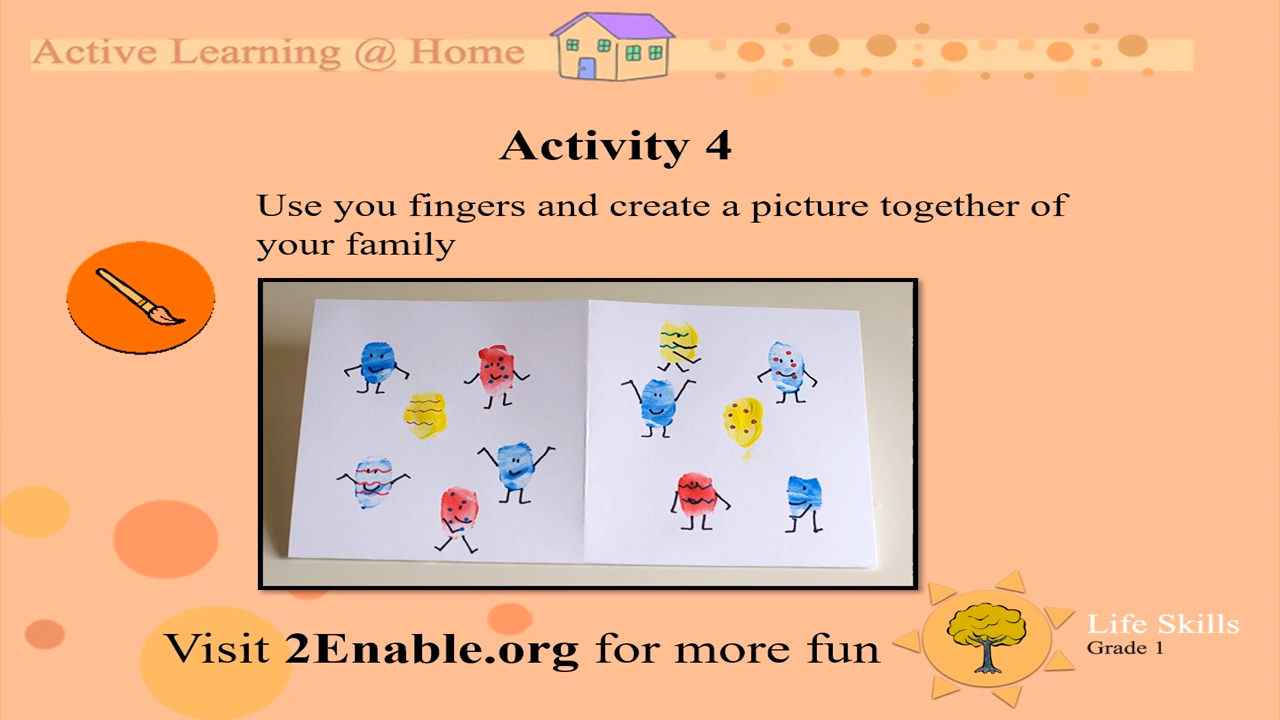 Active Learning @ Home
Activity 4
Use you fingers and create a picture together of
your family
Visit 2Enable.org for more fun
Life Skills
Grade 1